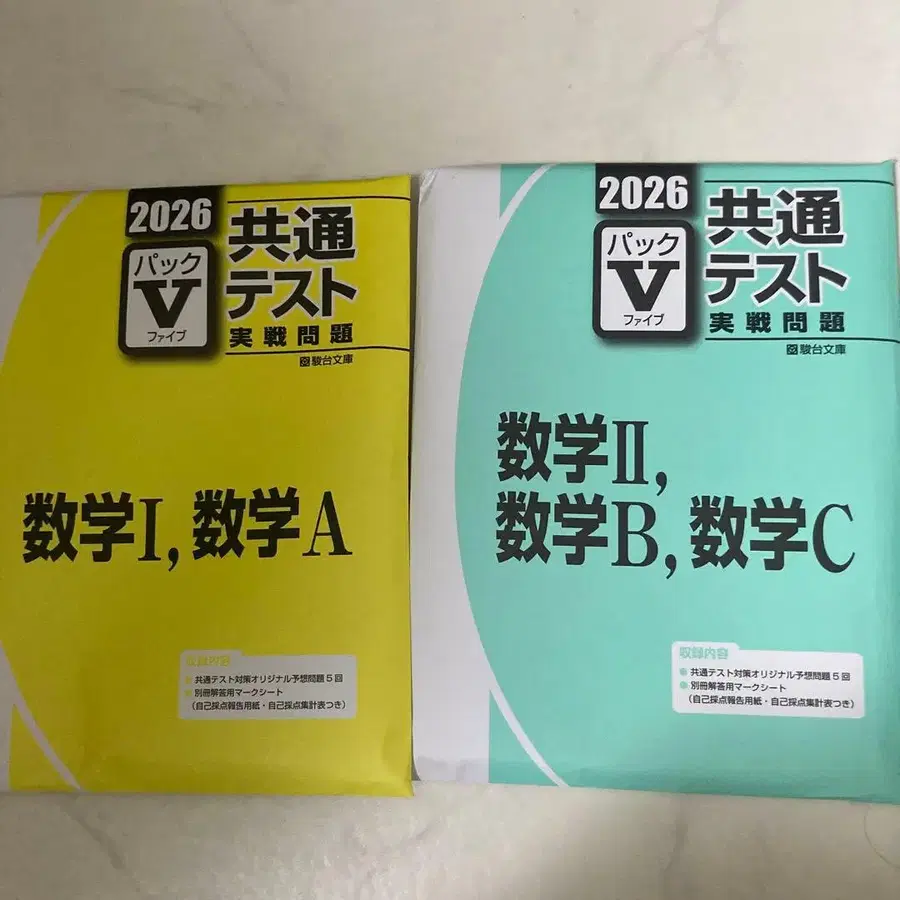 2026
パック
V
ファイブ
共通
テスト
実戦問題
駿台文庫
数学Ⅰ, 数学A
収録内容
共通テスト対策オリジナル予想問題5回
別冊解答用マークシート
(自己採点報告用紙・自己採点集計表つき)
2026
パック
V
ファイブ
共通
テスト
実戦問題
駿台文庫
数学Ⅱ,
数学B, 数学C
収録内容
共通テスト対策オリジナル予想問題5回
別冊解答用マークシート
(自己採点報告用紙・自己採点集計表つき)